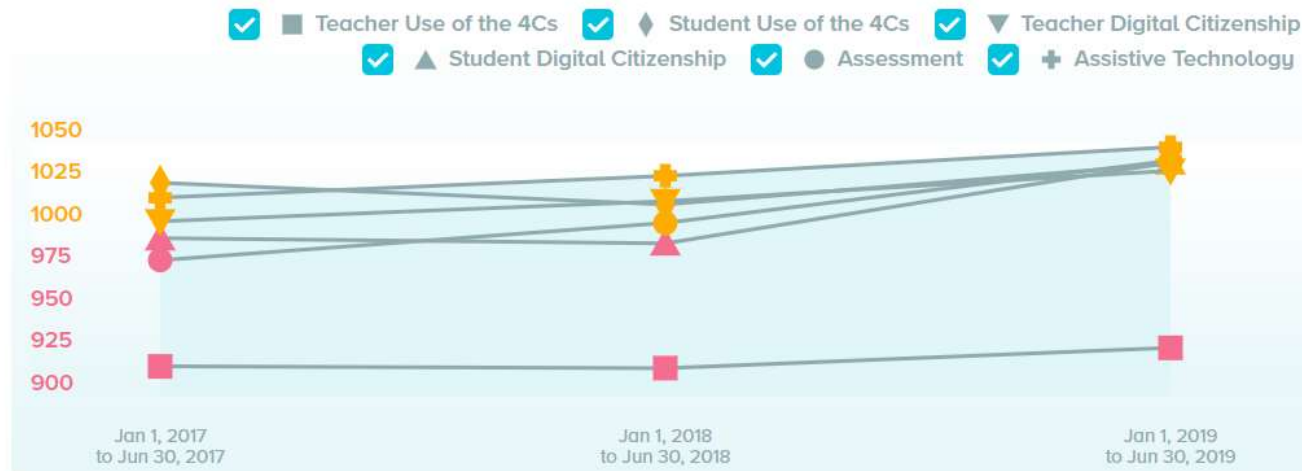 Teacher Use of the 4Cs Student Use of the 4Cs Teacher Digital Citizenship
Student Digital Citizenship Assessment Assistive Technology
1050
1025
1000
975
950
925
900
Jan 1, 2017
to Jun 30, 2017
Jan 1, 2018
to Jun 30, 2018
Jan 1, 2019
to Jun 30, 2019